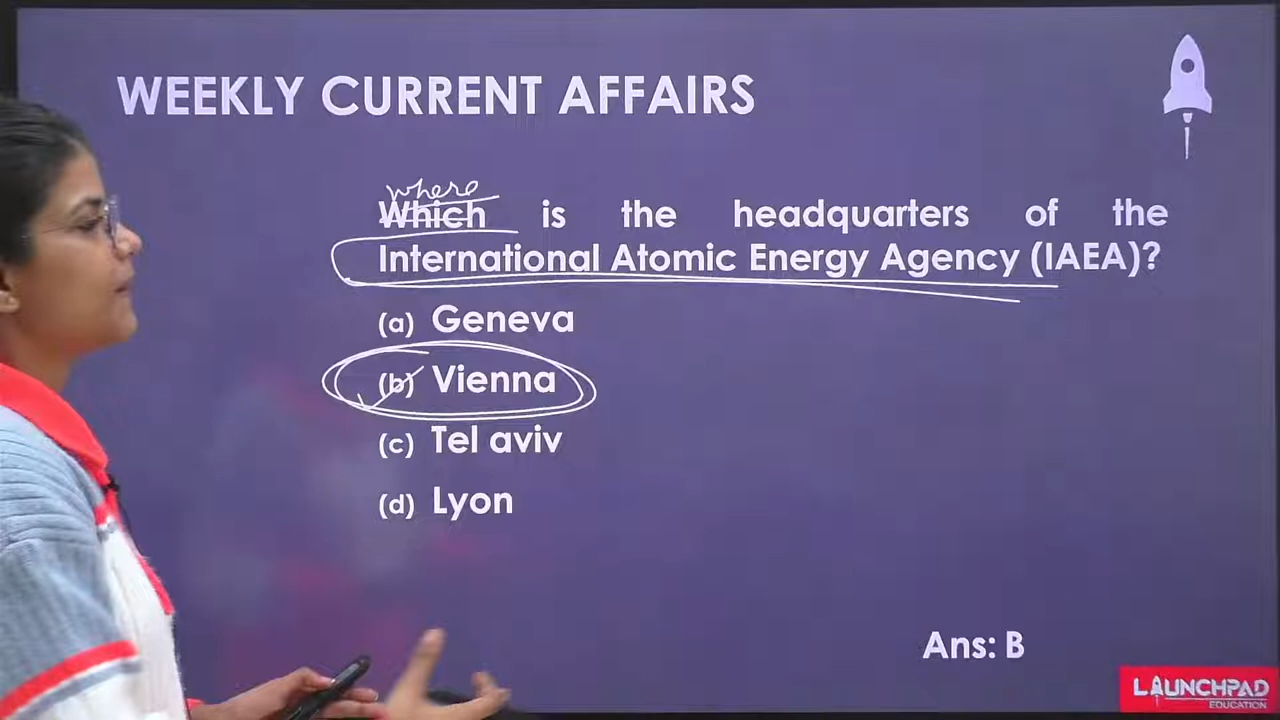 WEEKLY CURRENT AFFAIRS
where
Which is the headquarters of the
International Atomic Energy Agency (IAEA)?
(a) Geneva
(b) Vienna
(c) Tel aviv
(d) Lyon
Ans: B
LAUNCHPAD
EDUCATION